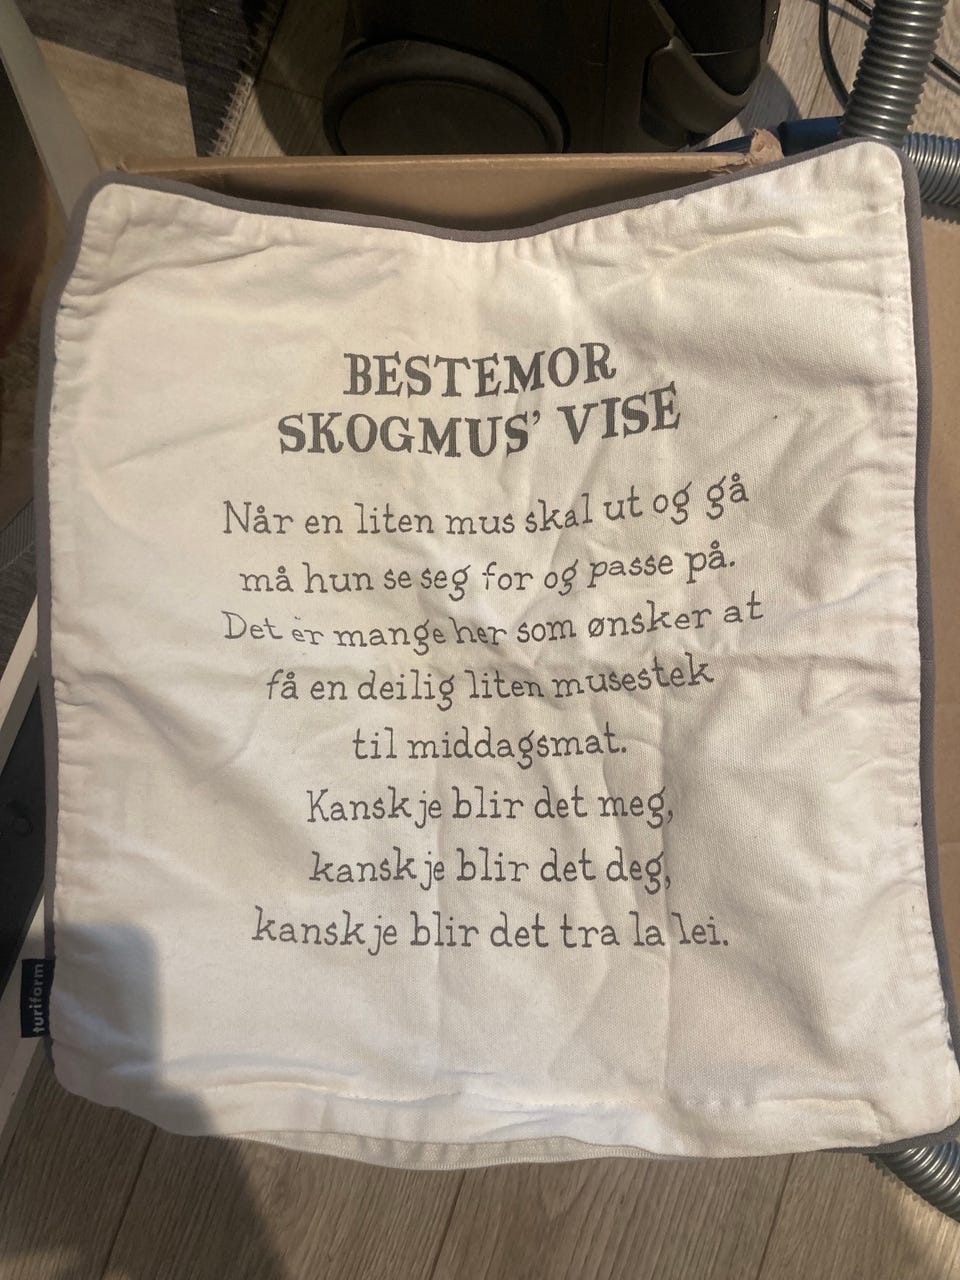 BESTEMOR
SKOGMUS' VISE
Når en liten mus skal ut og gå
må hun se seg for og passe på.
Det er mange her som ønsker at
få en deilig liten musestek
til middagsmat.
Kanskje blir det meg,
kanskje blir det deg,
kanskje blir det tra la lei.
turiform